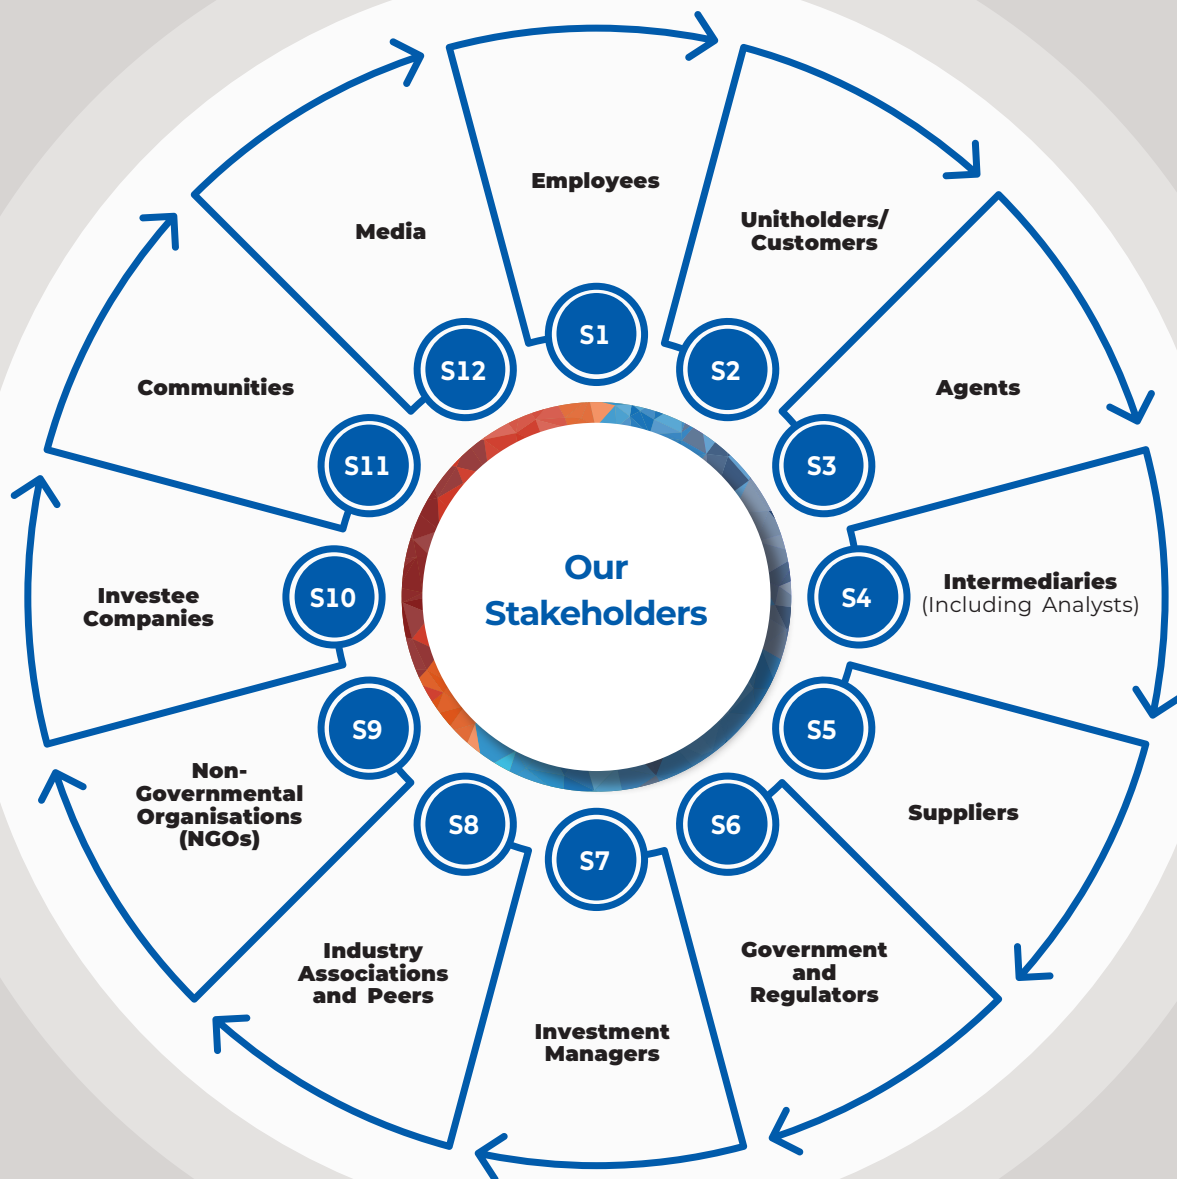 Our
Stakeholders
S1
Employees
S2
Unitholders/
Customers
S3
Agents
S4
Intermediaries
(Including Analysts)
S5
Suppliers
S6
Government
and
Regulators
S7
Investment
Managers
S8
Industry
Associations
and Peers
S9
Non-
Governmental
Organisations
(NGOs)
S10
Investee
Companies
S11
Communities
S12
Media